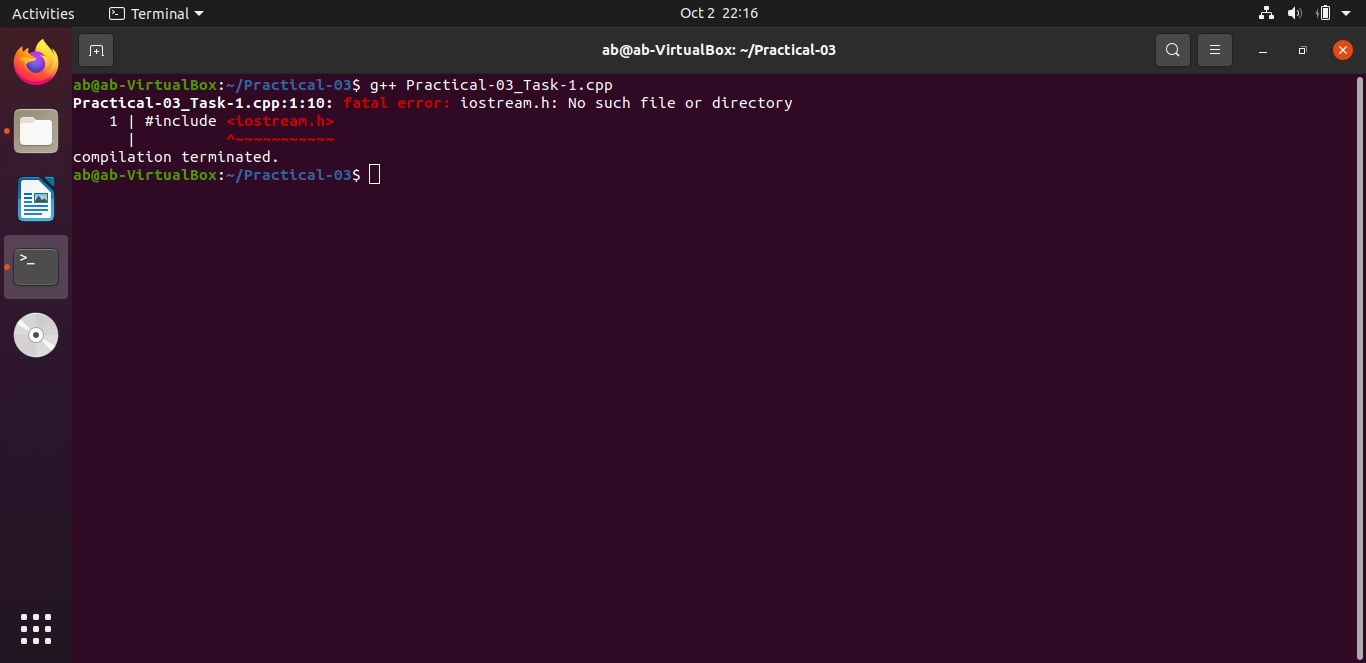 Activities Terminal Oct 2 22:16
ab@ab-VirtualBox: ~/Practical-03
ab@ab-VirtualBox:~/Practical-03$ g++ Practical-03_Task-1.cpp
Practical-03_Task-1.cpp:1:10: fatal error: iostream.h: No such file or directory
    1 | #include <iostream.h>
      |          ^~~~~~~~~~~~
compilation terminated.
ab@ab-VirtualBox:~/Practical-03$